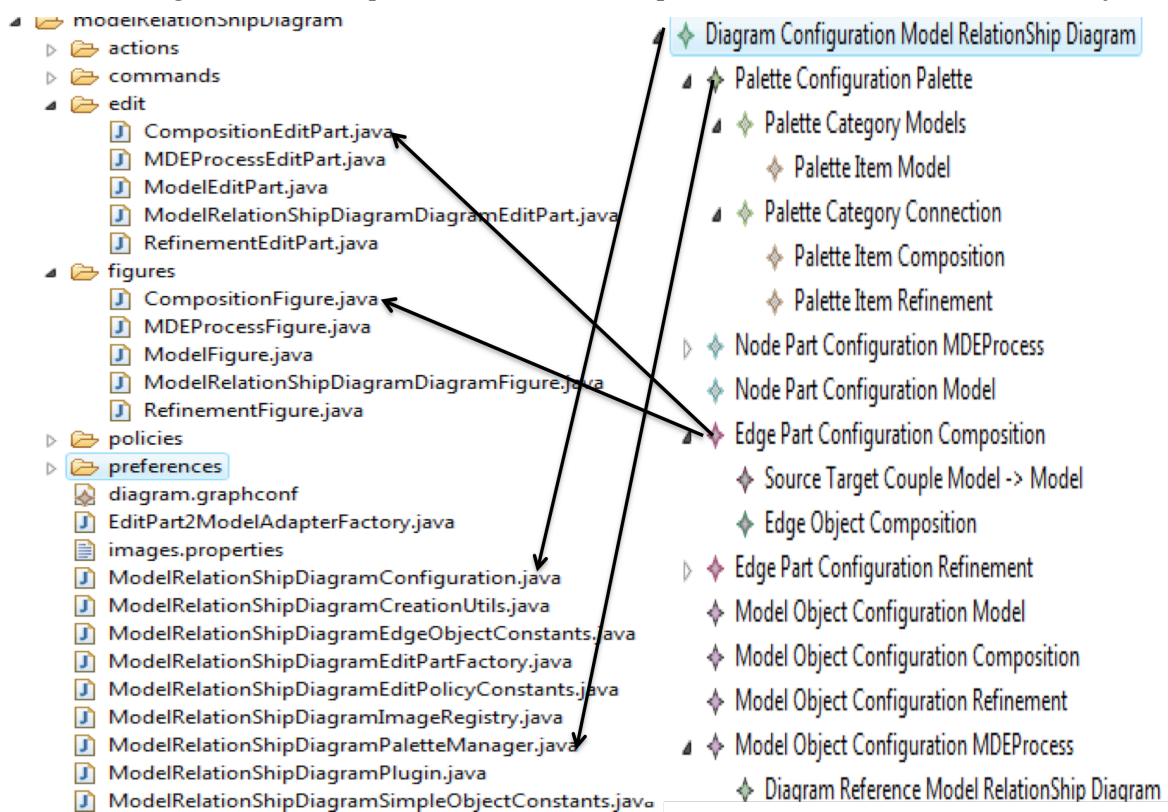 modelRelationShipDiagram
actions
commands
edit
CompositionEditPart.java
MDEProcessEditPart.java
ModelEditPart.java
ModelRelationShipDiagramDiagramEditPart.java
RefinementEditPart.java
figures
CompositionFigure.java
MDEProcessFigure.java
ModelFigure.java
ModelRelationShipDiagramDiagramFigure.java
RefinementFigure.java
policies
preferences
diagram.graphconf
EditPart2ModelAdapterFactory.java
images.properties
ModelRelationShipDiagramConfiguration.java
ModelRelationShipDiagramCreationUtils.java
ModelRelationShipDiagramEdgeObjectConstants.java
ModelRelationShipDiagramEditPartFactory.java
ModelRelationShipDiagramEditPolicyConstants.java
ModelRelationShipDiagramImageRegistry.java
ModelRelationShipDiagramPaletteManager.java
ModelRelationShipDiagramPlugin.java
ModelRelationShipDiagramSimpleObjectConstants.java
Diagram Configuration Model RelationShip Diagram
Palette Configuration Palette
Palette Category Models
Palette Item Model
Palette Category Connection
Palette Item Composition
Palette Item Refinement
Node Part Configuration MDEProcess
Node Part Configuration Model
Edge Part Configuration Composition
Source Target Couple Model -> Model
Edge Object Composition
Edge Part Configuration Refinement
Model Object Configuration Model
Model Object Configuration Composition
Model Object Configuration Refinement
Model Object Configuration MDEProcess
Diagram Reference Model RelationShip Diagram